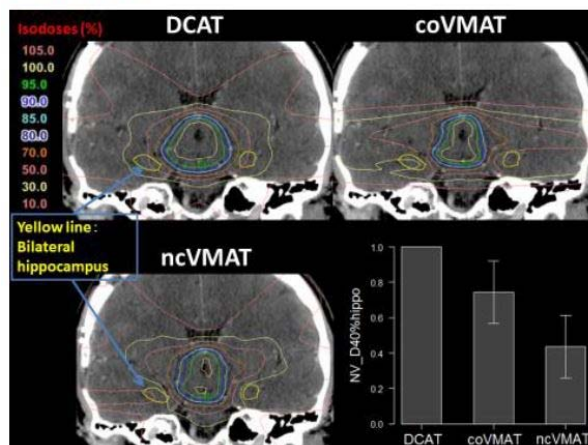 Isodoses (%)
105.0
100.0
95.0
90.0
85.0
80.0
70.0
50.0
30.0
10.0
DCAT
coVMAT
Yellow line :
Bilateral
hippocampus
ncVMAT
NV_D40%hippo
1.0
0.8
0.6
0.4
0.2
0.0
DCAT
coVMAT
ncVMA